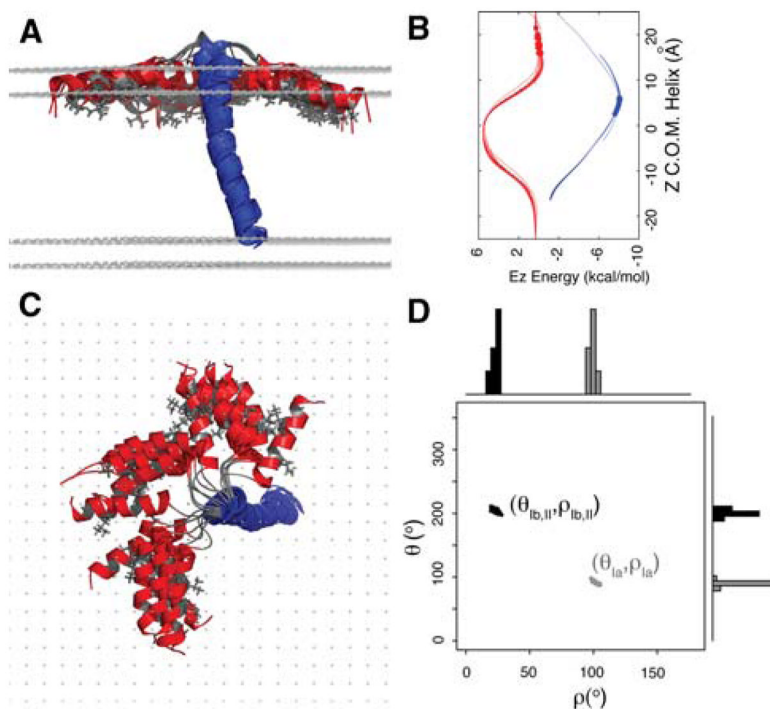 A
B
Z C.O.M. Helix (Å)
20
10
0
-10
-20
6
2
-2
-6
-10
Ez Energy (kcal/mol)
C
D
θ(°)
300
200
100
0
(θIb,II,ρIb,II)
(θIa,ρIa)
0
50
100
150
ρ(°)